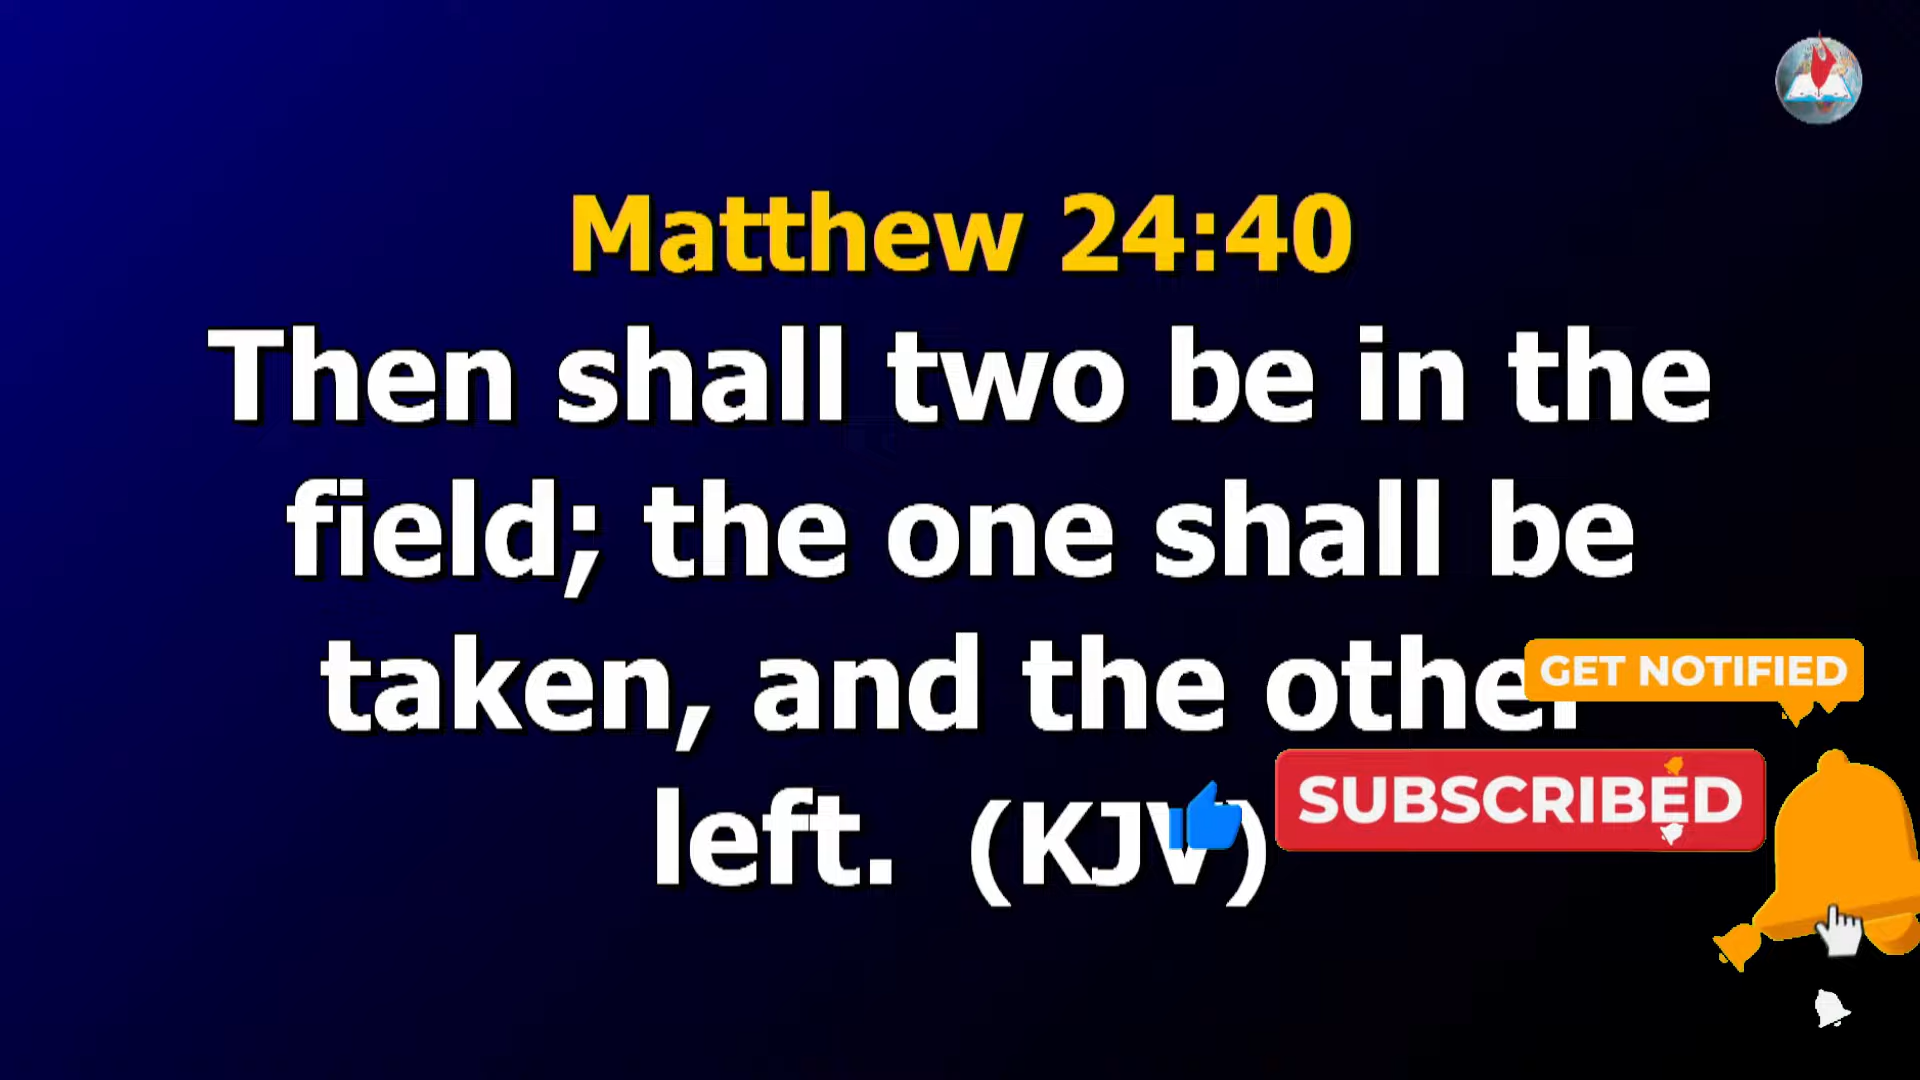 Matthew 24:40
Then shall two be in the
field; the one shall be
taken, and the other
left. (KJV)
GET NOTIFIED
SUBSCRIBED